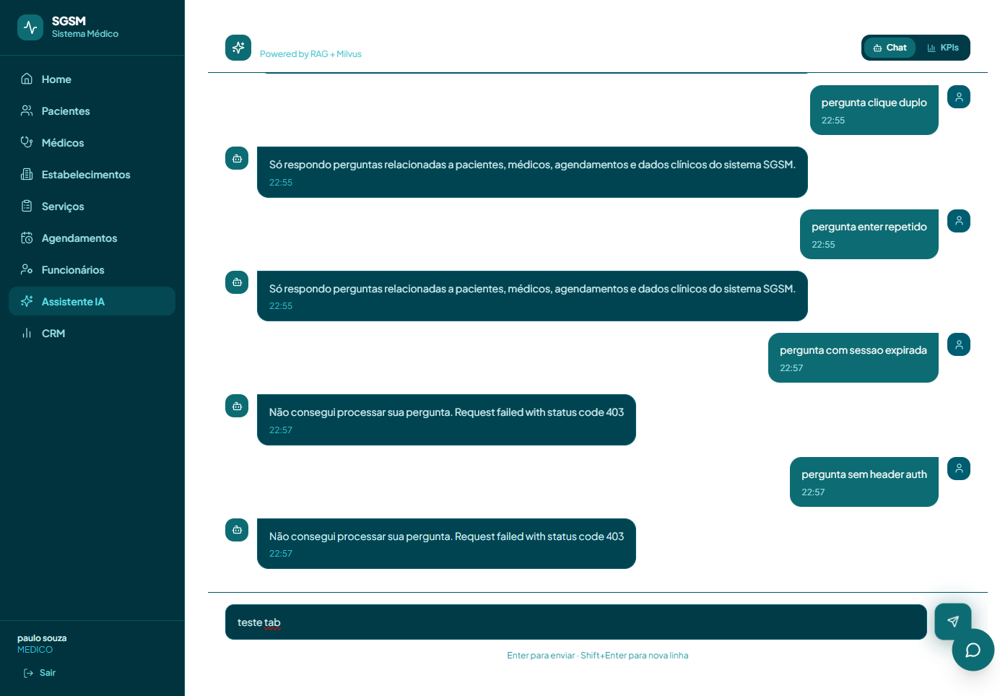 SGSM
Sistema Médico
Home
Pacientes
Médicos
Estabelecimentos
Serviços
Agendamentos
Funcionários
Assistente IA
CRM
paulo souza
MEDICO
Sair
Powered by RAG + Milvus
Chat
KPIs
pergunta clique duplo
22:55
Só respondo perguntas relacionadas a pacientes, médicos, agendamentos e dados clínicos do sistema SGSM.
22:55
pergunta enter repetido
22:55
Só respondo perguntas relacionadas a pacientes, médicos, agendamentos e dados clínicos do sistema SGSM.
22:55
pergunta com sessao expirada
22:57
Não consegui processar sua pergunta. Request failed with status code 403
22:57
pergunta sem header auth
22:57
Não consegui processar sua pergunta. Request failed with status code 403
22:57
teste tab
Enter para enviar · Shift+Enter para nova linha